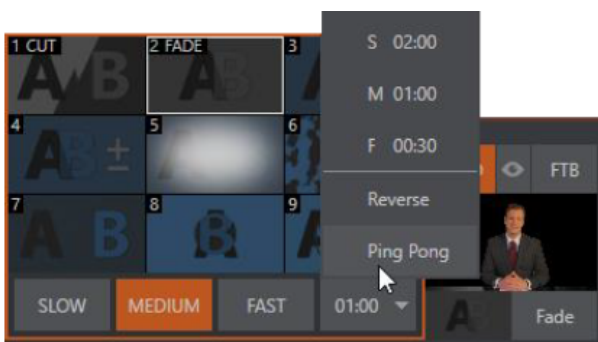 1 CUT
2 FADE
3
S 02:00
M 01:00
F 00:30
4
A B ±
5
6
FTB
7
A B
8
9
Reverse
Ping Pong
SLOW
MEDIUM
FAST
01:00
Fade